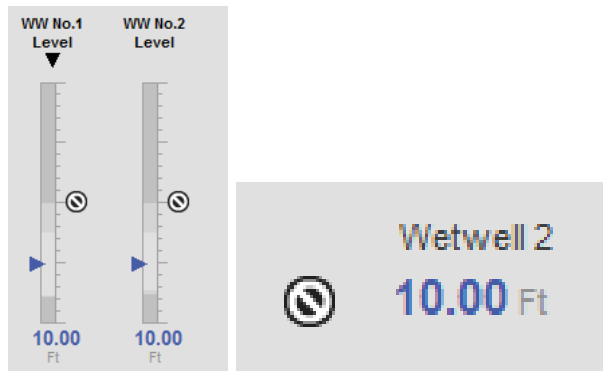 WW No.1
Level
WW No.2
Level
10.00
Ft
10.00
Ft
Wetwell 2
10.00 Ft